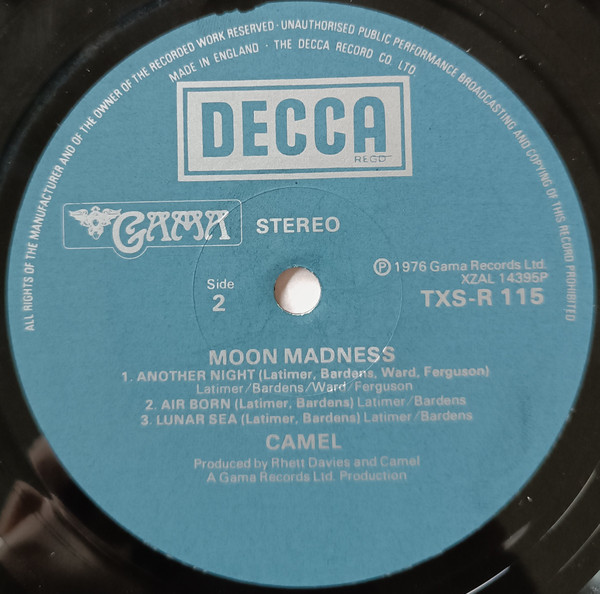 ALL RIGHTS OF THE MANUFACTURER AND OF THE OWNER OF THE RECORDED WORK RESERVED · UNAUTHORISED PUBLIC PERFORMANCE BROADCASTING AND COPYING OF THIS RECORD PROHIBITED
MADE IN ENGLAND · THE DECCA RECORD CO LTD
DECCA
REGD
GAMA
STEREO
Side
2
Ⓟ 1976 Gama Records Ltd.
XZAL 14395P
TXS-R 115
MOON MADNESS
1. ANOTHER NIGHT (Latimer, Bardens, Ward, Ferguson)
Latimer/Bardens/Ward/Ferguson
2. AIR BORN (Latimer, Bardens) Latimer/Bardens
3. LUNAR SEA (Latimer, Bardens) Latimer/Bardens
CAMEL
Produced by Rhett Davies and Camel
A Gama Records Ltd. Production